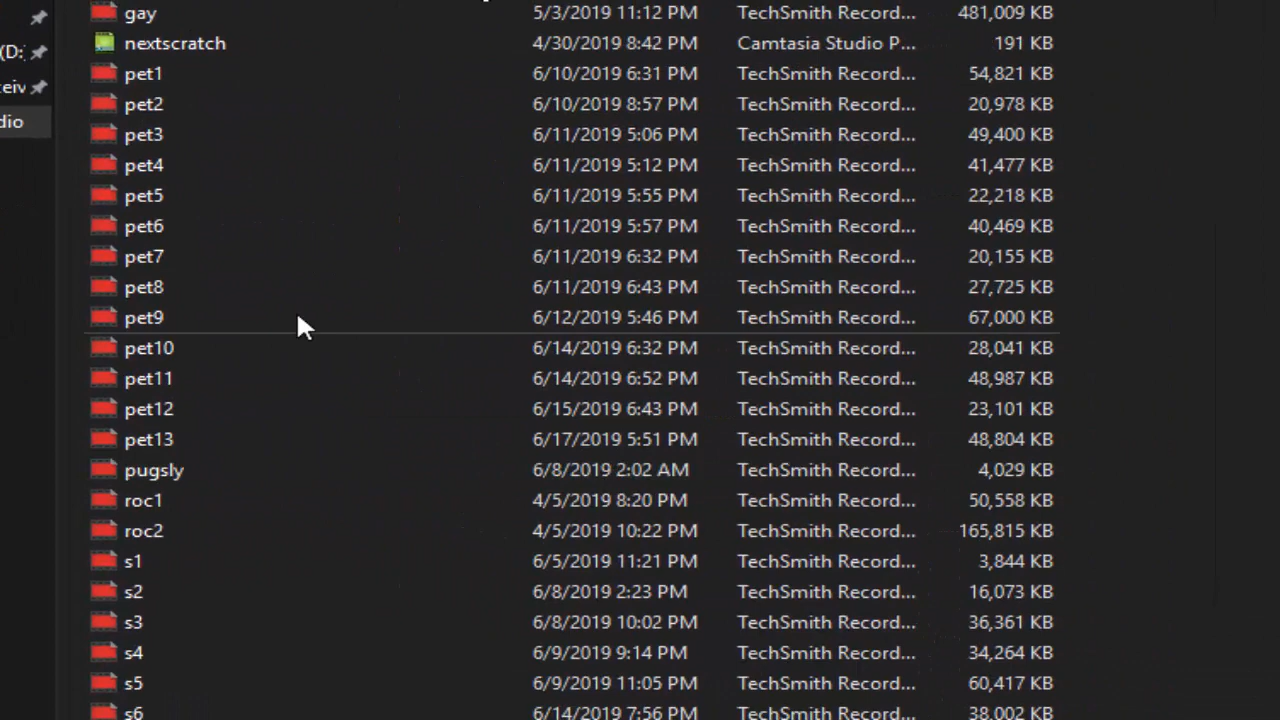 gay 5/3/2019 11:12 PM TechSmith Record... 481,009 KB
(D: nextscratch 4/30/2019 8:42 PM Camtasia Studio P... 191 KB
eiv pet1 6/10/2019 6:31 PM TechSmith Record... 54,821 KB
pet2 6/10/2019 8:57 PM TechSmith Record... 20,978 KB
dio pet3 6/11/2019 5:06 PM TechSmith Record... 49,400 KB
pet4 6/11/2019 5:12 PM TechSmith Record... 41,477 KB
pet5 6/11/2019 5:55 PM TechSmith Record... 22,218 KB
pet6 6/11/2019 5:57 PM TechSmith Record... 40,469 KB
pet7 6/11/2019 6:32 PM TechSmith Record... 20,155 KB
pet8 6/11/2019 6:43 PM TechSmith Record... 27,725 KB
pet9 6/12/2019 5:46 PM TechSmith Record... 67,000 KB
pet10 6/14/2019 6:32 PM TechSmith Record... 28,041 KB
pet11 6/14/2019 6:52 PM TechSmith Record... 48,987 KB
pet12 6/15/2019 6:43 PM TechSmith Record... 23,101 KB
pet13 6/17/2019 5:51 PM TechSmith Record... 48,804 KB
pugsly 6/8/2019 2:02 AM TechSmith Record... 4,029 KB
roc1 4/5/2019 8:20 PM TechSmith Record... 50,558 KB
roc2 4/5/2019 10:22 PM TechSmith Record... 165,815 KB
s1 6/5/2019 11:21 PM TechSmith Record... 3,844 KB
s2 6/8/2019 2:23 PM TechSmith Record... 16,073 KB
s3 6/8/2019 10:02 PM TechSmith Record... 36,361 KB
s4 6/9/2019 9:14 PM TechSmith Record... 34,264 KB
s5 6/9/2019 11:05 PM TechSmith Record... 60,417 KB
s6 6/14/2019 7:56 PM TechSmith Record... 38,002 KB